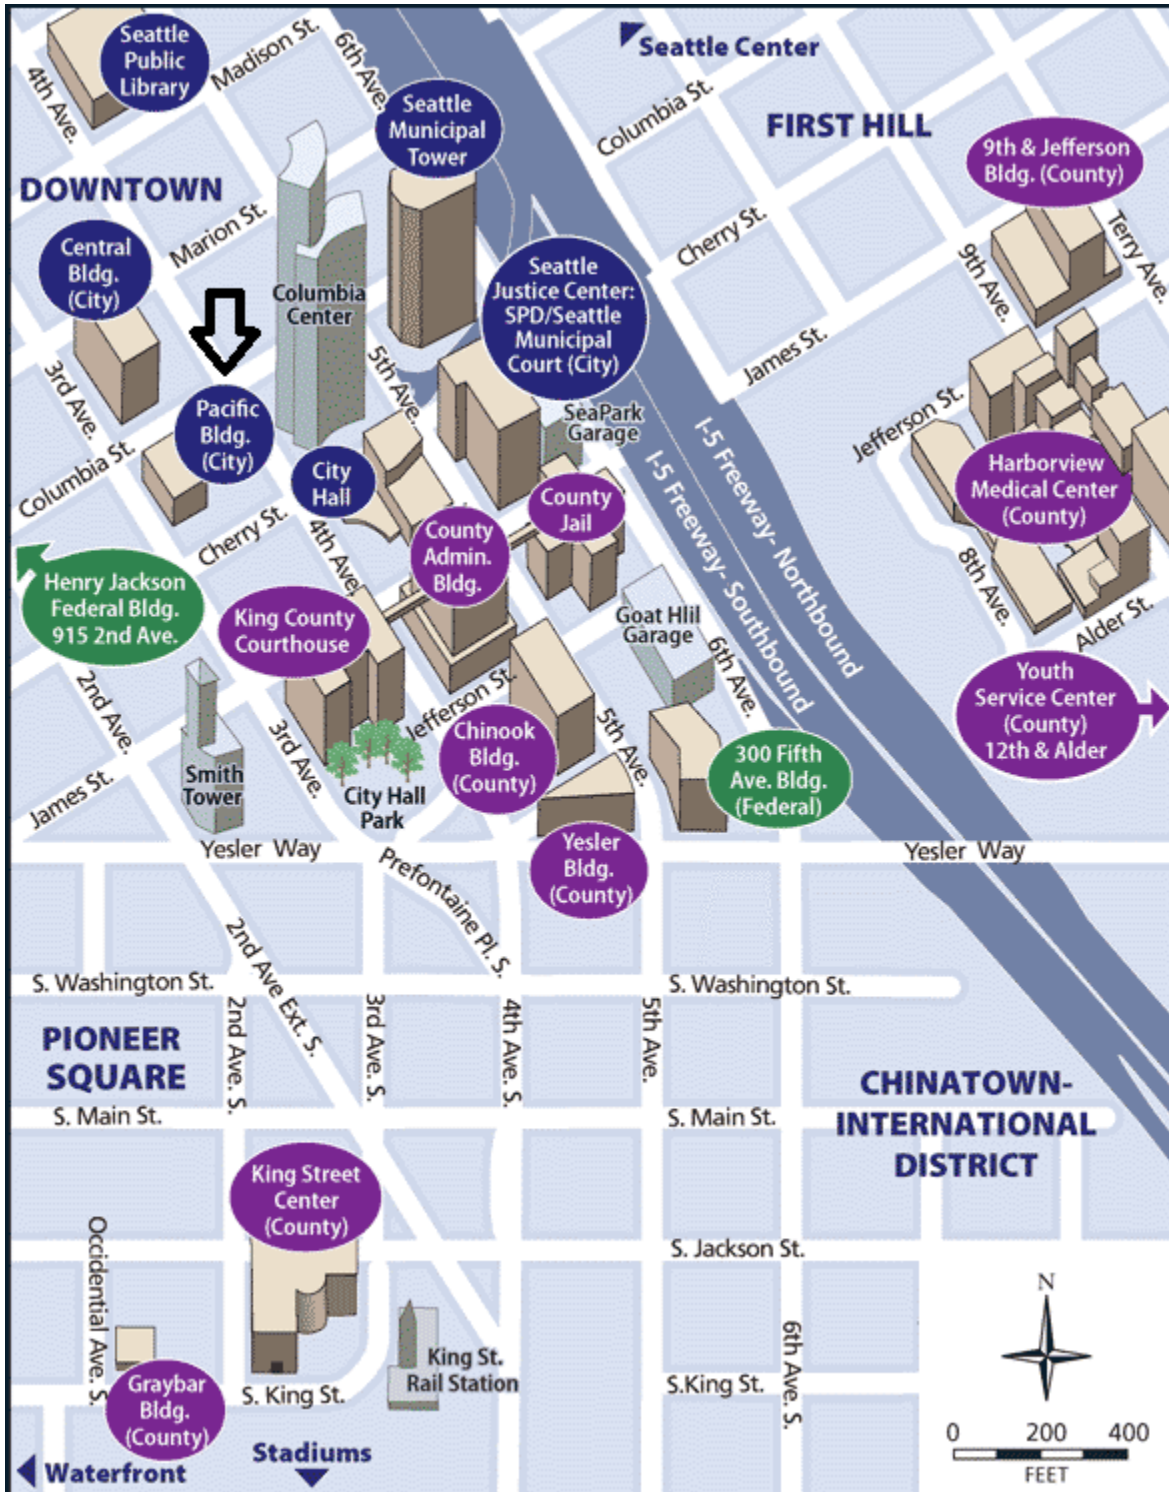 Seattle
Public
Library
Madison St.
6th Ave.
Seattle Center
4th Ave.
Seattle
Municipal
Tower
Columbia St.
FIRST HILL
9th & Jefferson
Bldg. (County)
DOWNTOWN
Marion St.
Cherry St.
Terry Ave.
9th Ave.
Central
Bldg.
(City)
Columbia
Center
Seattle
Justice Center:
SPD/Seattle
Municipal
Court (City)
James St.
3rd Ave.
5th Ave.
Pacific
Bldg.
(City)
SeaPark
Garage
Jefferson St.
I-5 Freeway- Northbound
I-5 Freeway- Southbound
Columbia St.
City
Hall
County
Jail
Harborview
Medical Center
(County)
Cherry St.
4th Ave.
County
Admin.
Bldg.
8th Ave.
Henry Jackson
Federal Bldg.
915 2nd Ave.
King County
Courthouse
Goat HIil
Garage
Alder St.
2nd Ave.
3rd Ave.
Jefferson St.
5th Ave.
6th Ave.
Youth
Service Center
(County)
12th & Alder
Chinook
Bldg.
(County)
300 Fifth
Ave. Bldg.
(Federal)
James St.
Smith
Tower
City Hall
Park
Yesler Way
Prefontaine Pl. S.
Yesler
Bldg.
(County)
Yesler Way
2nd Ave Ext. S.
S. Washington St.
S. Washington St.
2nd Ave. S.
3rd Ave. S.
4th Ave. S.
5th Ave.
PIONEER
SQUARE
CHINATOWN-
INTERNATIONAL
DISTRICT
S. Main St.
S. Main St.
King Street
Center
(County)
Occidental Ave. S.
S. Jackson St.
6th Ave. S.
N
King St.
Rail Station
Graybar
Bldg.
(County)
S. King St.
S.King St.
0 200 400
FEET
Waterfront
Stadiums